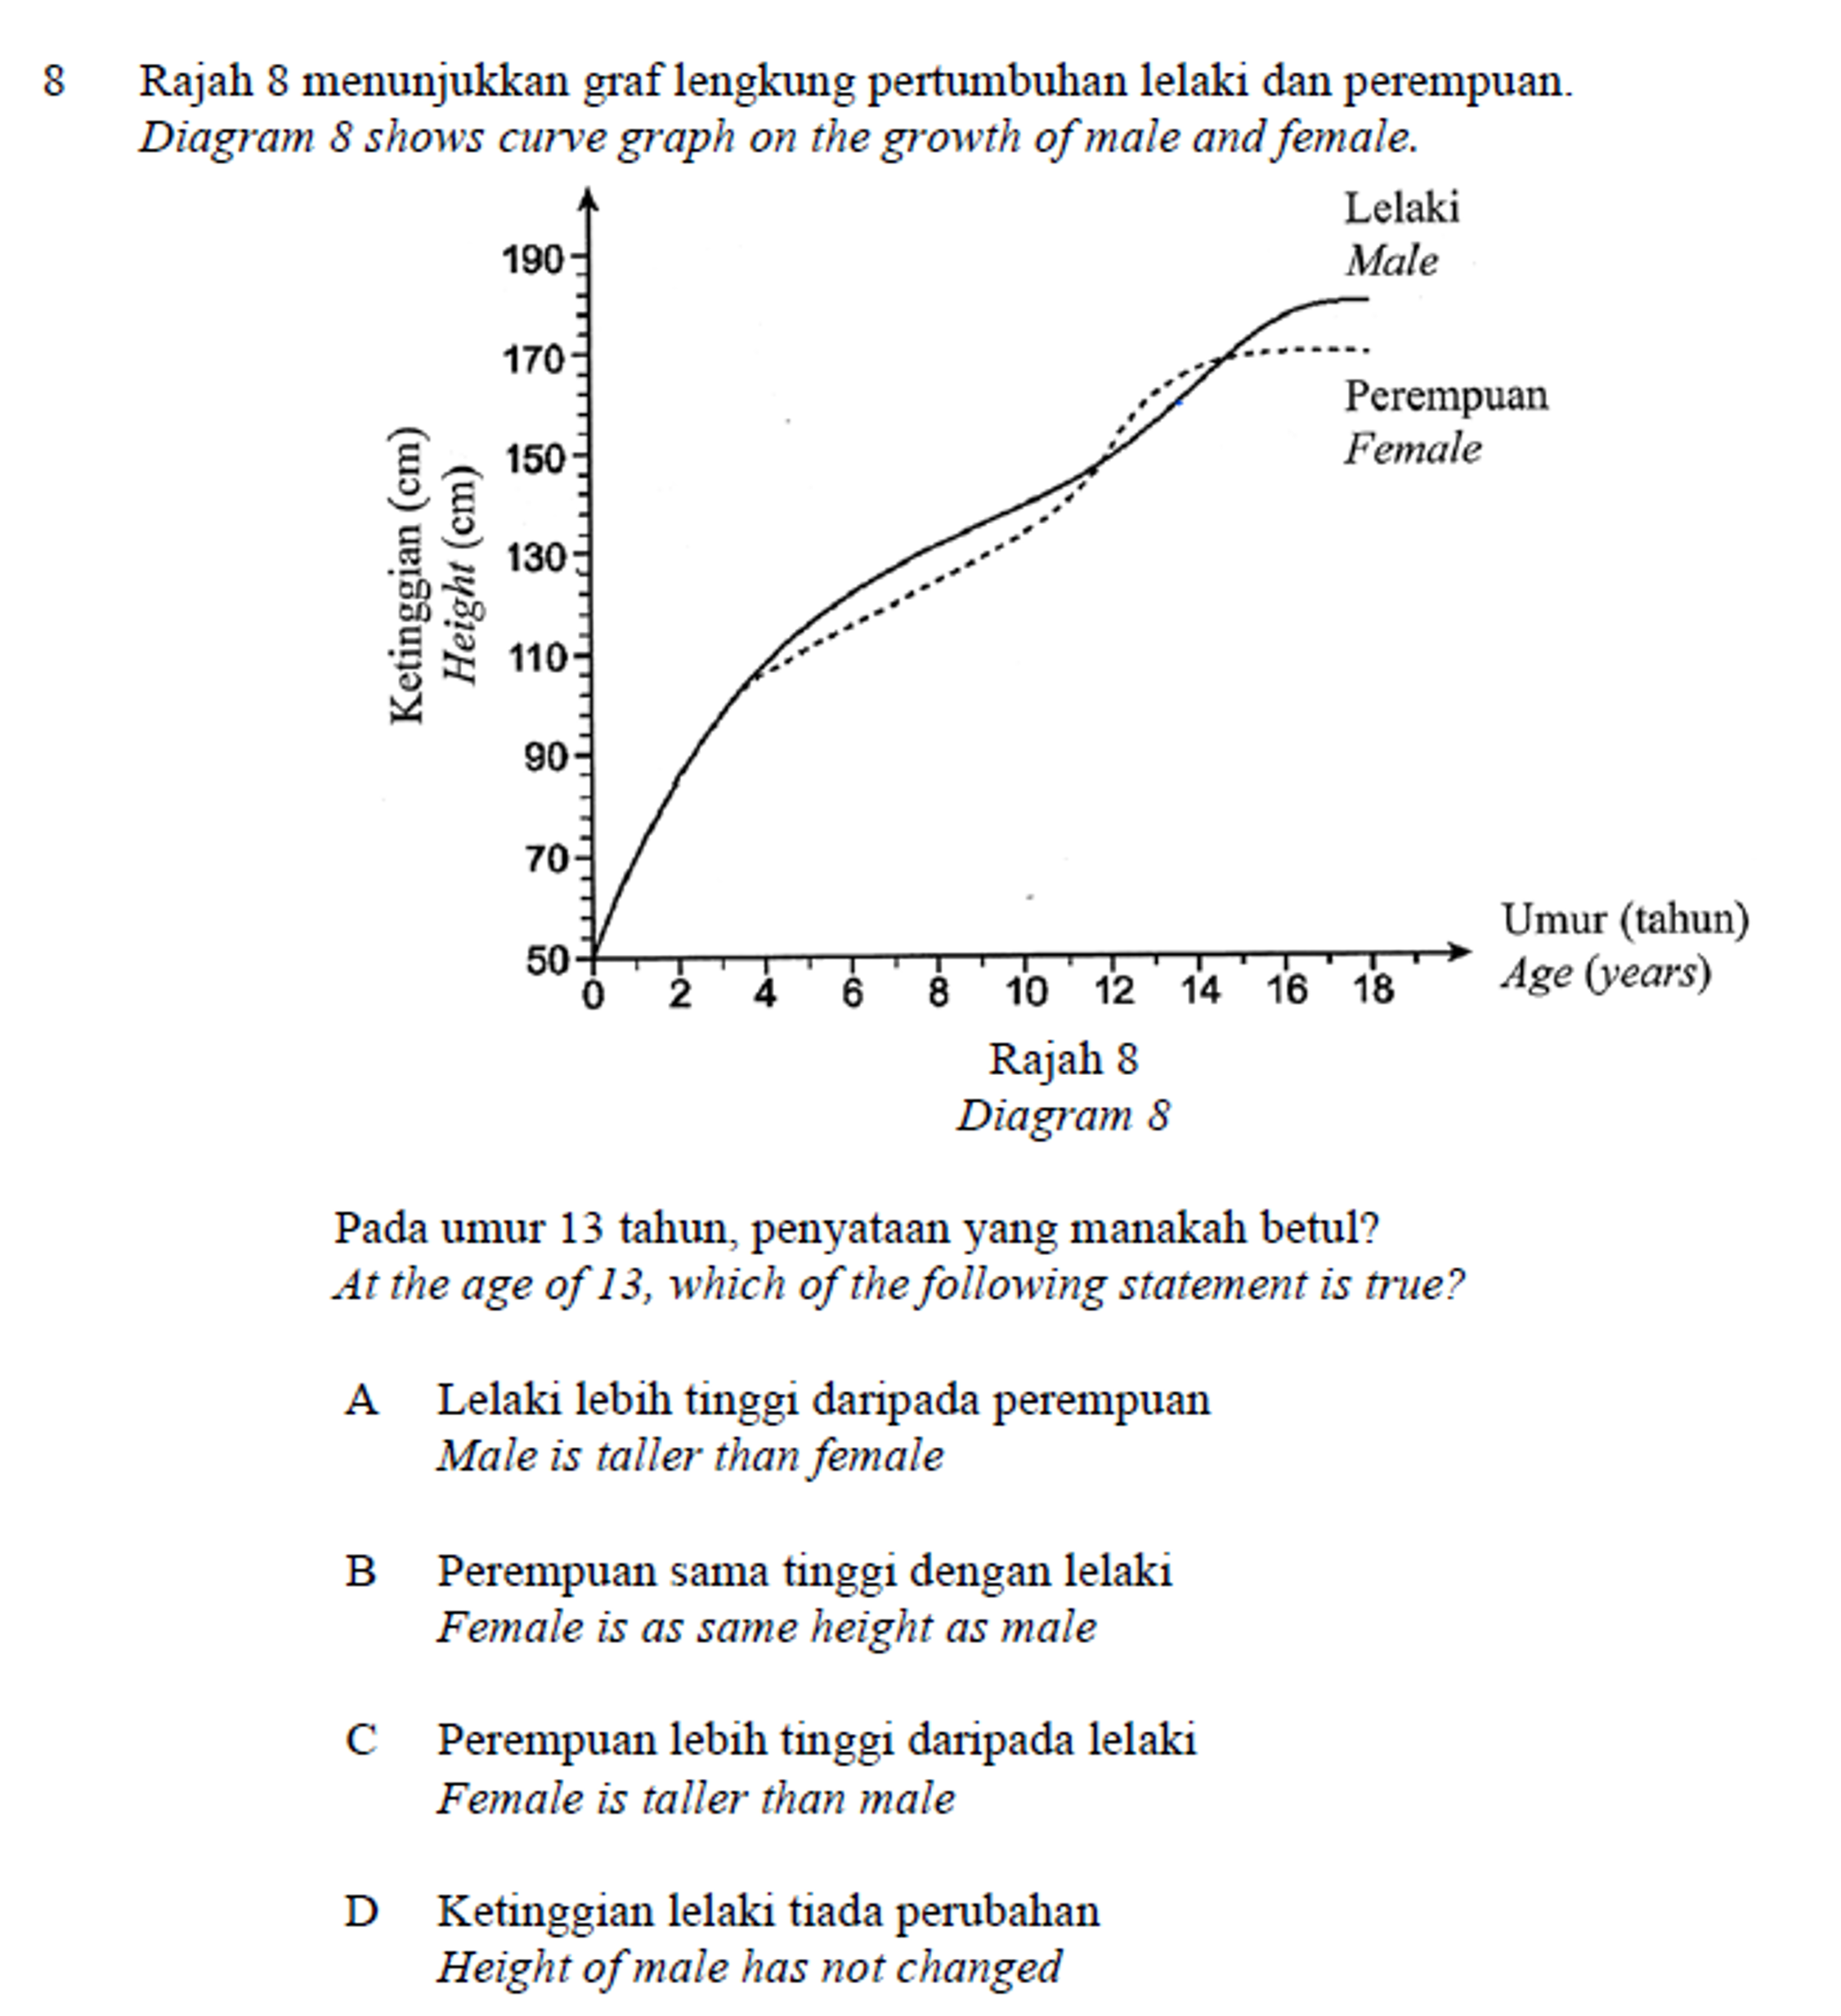 8 Rajah 8 menunjukkan graf lengkung pertumbuhan lelaki dan perempuan.
Diagram 8 shows curve graph on the growth of male and female.
Lelaki
Male
190
170
150
130
110
90
70
50
Ketinggian (cm)
Height (cm)
Perempuan
Female
0 2 4 6 8 10 12 14 16 18
Umur (tahun)
Age (years)
Rajah 8
Diagram 8
Pada umur 13 tahun, penyataan yang manakah betul?
At the age of 13, which of the following statement is true?
A Lelaki lebih tinggi daripada perempuan
Male is taller than female
B Perempuan sama tinggi dengan lelaki
Female is as same height as male
C Perempuan lebih tinggi daripada lelaki
Female is taller than male
D Ketinggian lelaki tiada perubahan
Height of male has not changed